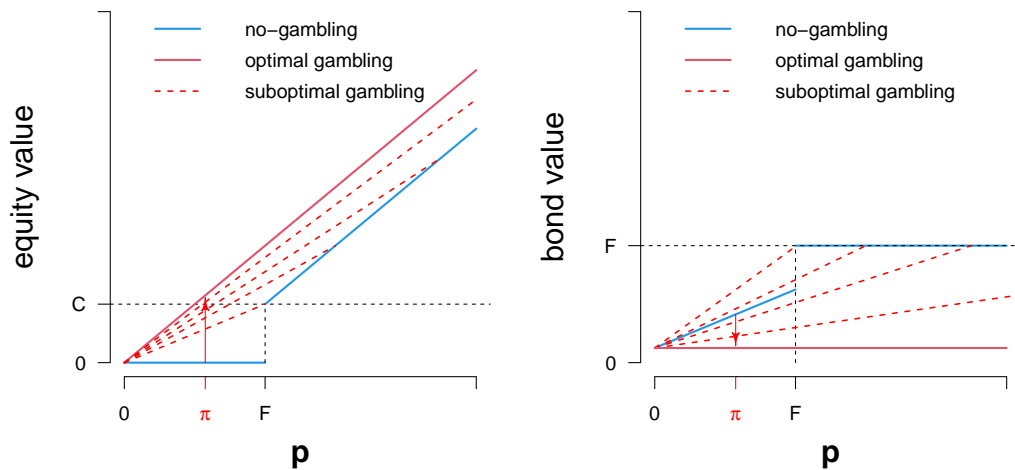 no−gambling
optimal gambling
suboptimal gambling
equity value
C
0
0
π
F
p
no−gambling
optimal gambling
suboptimal gambling
bond value
F
0
0
π
F
p